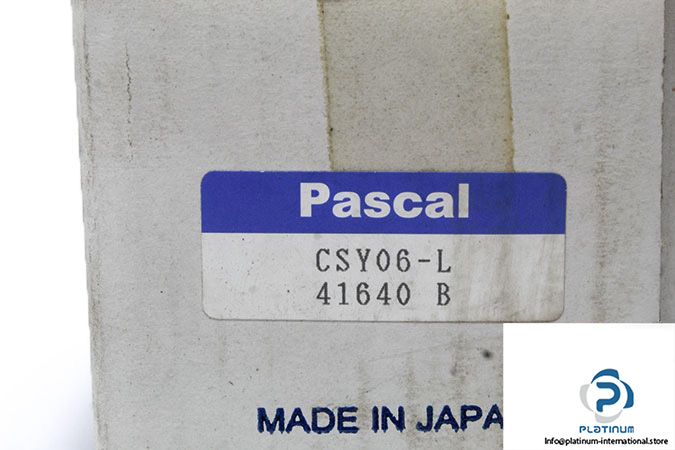 Pascal
CSY06-L
41640 B
MADE IN JAPA
PLATINUM
Info@platinum-international.store